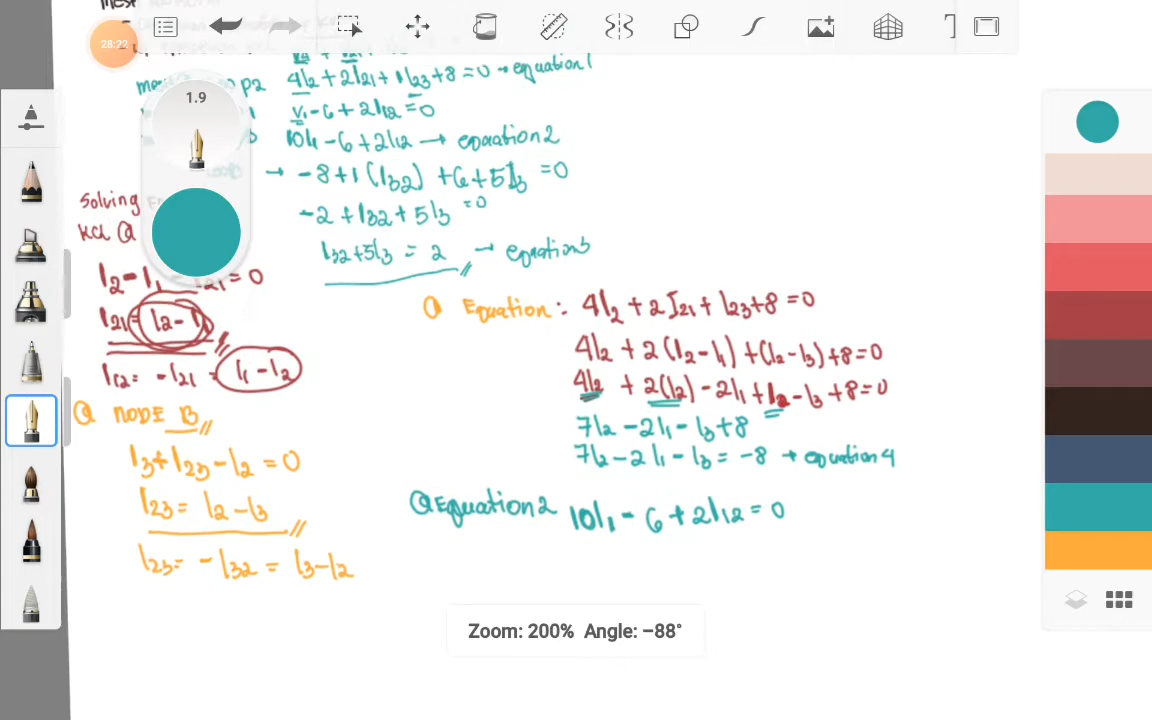 28:22
1.9
4I2 + 2I21 + 1I23 + 8 = 0 → equation 1
V1 - 6 + 2I12 = 0
10I1 - 6 + 2I12 → equation 2
→ - 8 + 1 (I32) + 6 + 5I3 = 0
-2 + I32 + 5I3 = 0
I32 + 5I3 = 2 → equation 3
Solving
KCL @
I2 - I1 - I21 = 0
I21 = I2 - I1
I12 = -I21 = I1 - I2
@ NODE B
I3 + I23 - I2 = 0
I23 = I2 - I3
I23 = - I32 = I3 - I2
@ Equation : 4I2 + 2I21 + I23 + 8 = 0
4I2 + 2(I2 - I1) + (I2 - I3) + 8 = 0
4I2 + 2(I2) - 2I1 + I2 - I3 + 8 = 0
7I2 - 2I1 - I3 + 8
7I2 - 2I1 - I3 = -8 → equation 4
@ Equation 2 10I1 - 6 + 2I12 = 0
Zoom: 200% Angle: −88°